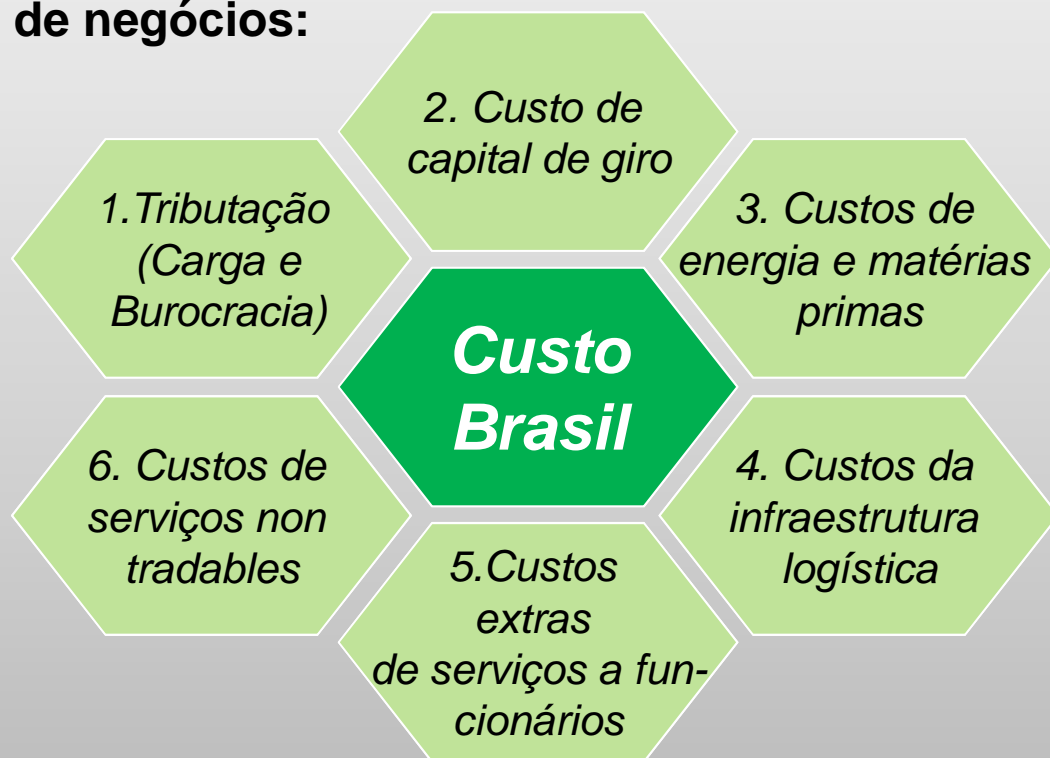 de negócios:
1.Tributação
(Carga e
Burocracia)
2. Custo de
capital de giro
3. Custos de
energia e matérias
primas
Custo
Brasil
4. Custos da
infraestrutura
logística
5.Custos
extras
de serviços a fun-
cionários
6. Custos de
serviços non
tradables